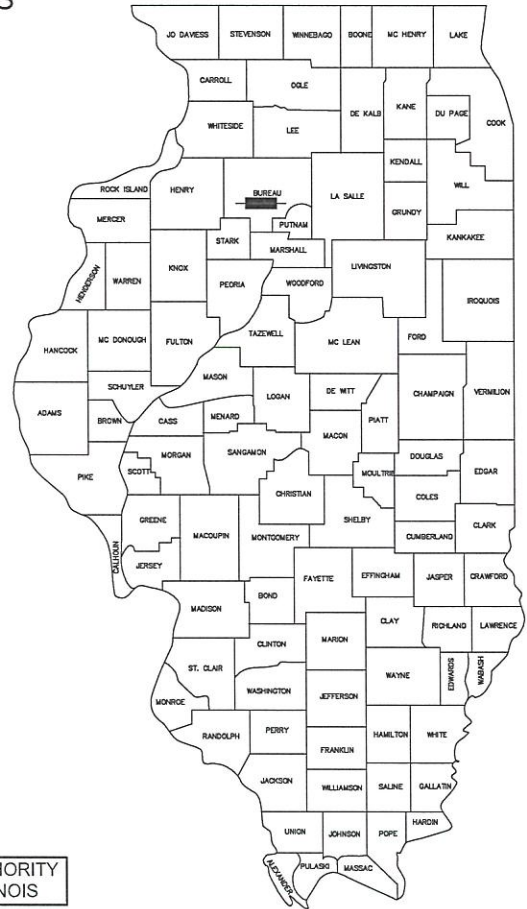 S
JO DAVIESS STEVENSON WINNEBAGO BOONE MC HENRY LAKE
CARROLL OGLE
DE KALB KANE DU PAGE COOK
WHITESIDE LEE
KENDALL
WILL
ROCK ISLAND HENRY BUREAU LA SALLE
GRUNDY
MERCER PUTNAM
STARK MARSHALL KANKAKEE
HENDERSON WARREN KNOX PEORIA WOODFORD LIVINGSTON
IROQUOIS
HANCOCK MC DONOUGH FULTON TAZEWELL MC LEAN FORD
MASON
SCHUYLER LOGAN DE WITT CHAMPAIGN VERMILION
ADAMS BROWN CASS MENARD PIATT
MACON
MORGAN SANGAMON DOUGLAS
PIKE SCOTT MOULTRIE EDGAR
CHRISTIAN COLES
GREENE MACOUPIN MONTGOMERY SHELBY CLARK
CUMBERLAND
CALHOUN JERSEY FAYETTE EFFINGHAM JASPER CRAWFORD
MADISON BOND
CLAY RICHLAND LAWRENCE
CLINTON MARION
ST. CLAIR WAYNE EDWARDS WABASH
WASHINGTON JEFFERSON
MONROE
RANDOLPH PERRY HAMILTON WHITE
FRANKLIN
JACKSON WILLIAMSON SALINE GALLATIN
HARDIN
UNION JOHNSON POPE
ALEXANDER PULASKI MASSAC
HORITY
NOIS